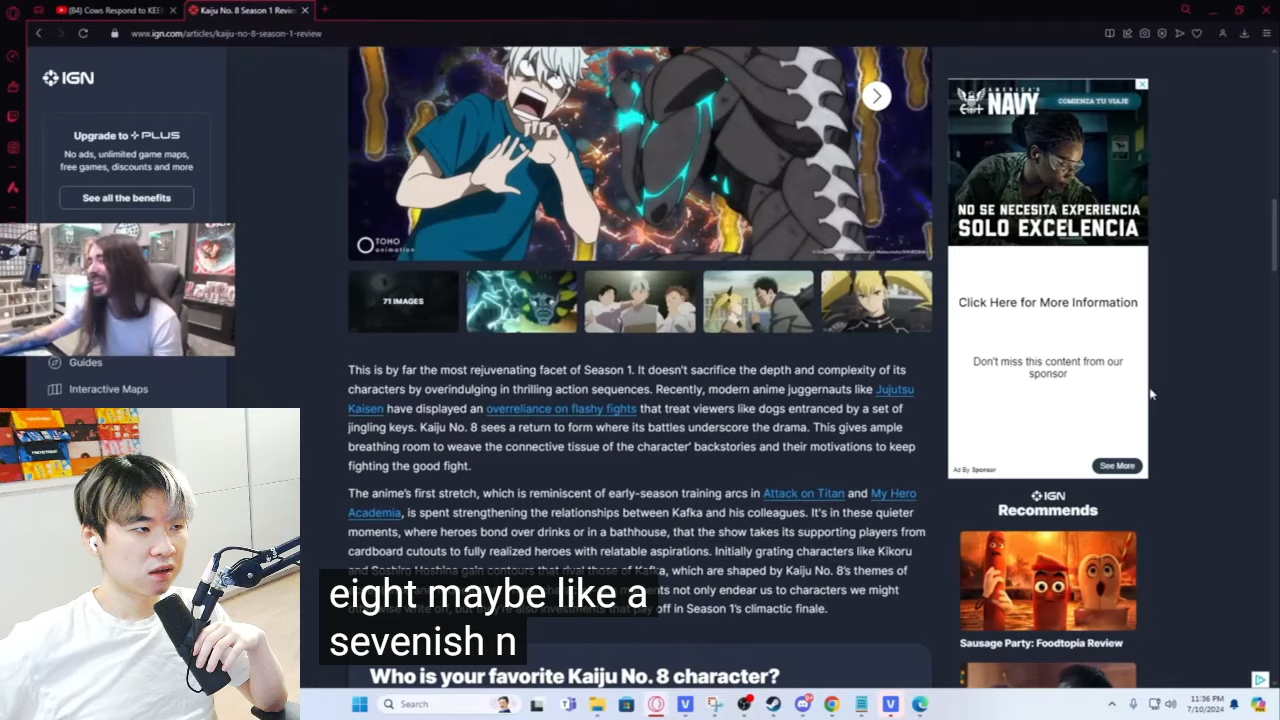 (84) Cows Respond to KEE
Kaiju No. 8 Season 1 Revie
www.ign.com/articles/kaiju-no-8-season-1-review
IGN
Upgrade to PLUS
No ads, unlimited game maps,
free games, discounts and more
See all the benefits
Guides
Interactive Maps
TOHO
animation
71 IMAGES
This is by far the most rejuvenating facet of Season 1. It doesn't sacrifice the depth and complexity of its
characters by overindulging in thrilling action sequences. Recently, modern anime juggernauts like Jujutsu
Kaisen have displayed an overreliance on flashy fights that treat viewers like dogs entranced by a set of
jingling keys. Kaiju No. 8 sees a return to form where its battles underscore the drama. This gives ample
breathing room to weave the connective tissue of the character' backstories and their motivations to keep
fighting the good fight.
The anime's first stretch, which is reminiscent of early-season training arcs in Attack on Titan and My Hero
Academia, is spent strengthening the relationships between Kafka and his colleagues. It's in these quieter
moments, where heroes bond over drinks or in a bathhouse, that the show takes its supporting players from
cardboard cutouts to fully realized heroes with relatable aspirations. Initially grating characters like Kikoru
and Soshiro Hoshina gain contours that rival those of Kafka, which are shaped by Kaiju No. 8's themes of
nts not only endear us to characters we might
off in Season 1's climactic finale.
eight maybe like a
sevenish n
Who is your favorite Kaiju No. 8 character?
AMERICA'S
NAVY
COMIENZA TU VIAJE
NO SE NECESITA EXPERIENCIA
SOLO EXCELENCIA
Click Here for More Information
Don't miss this content from our
sponsor
Ad By Sponsor
See More
IGN
Recommends
Sausage Party: Foodtopia Review
Search
11:36 PM
7/10/2024